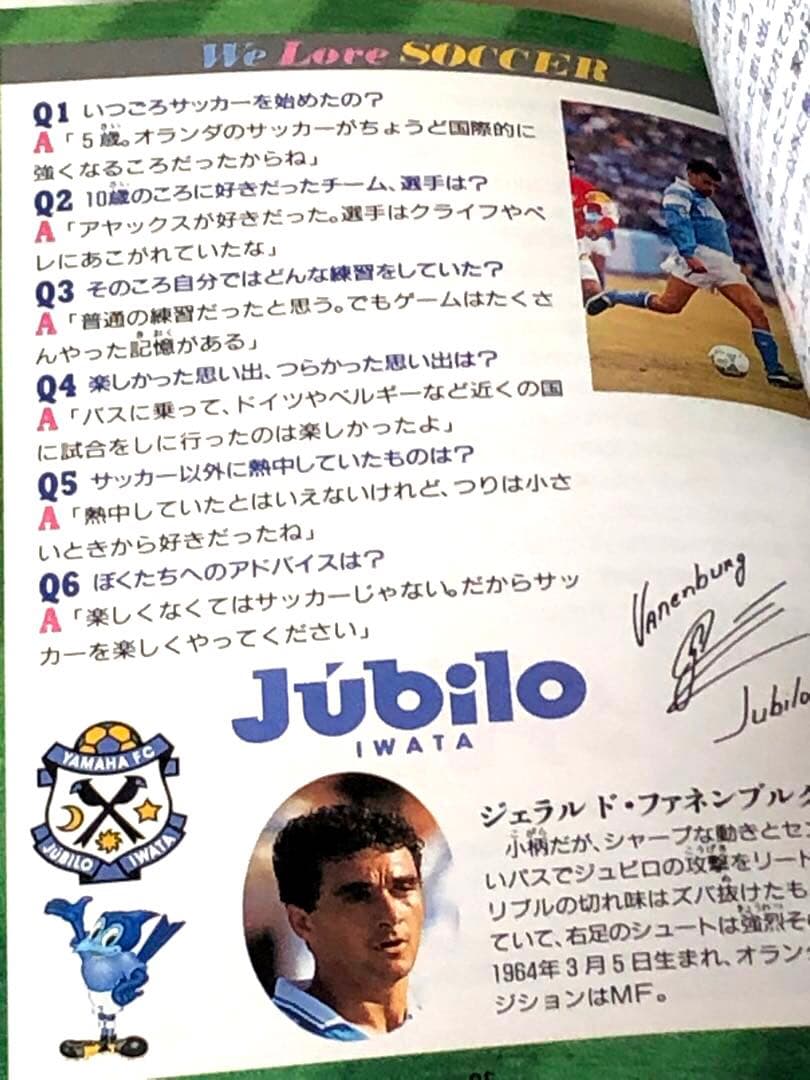 We Love SOCCER
Q1 いつごろサッカーを始めたの?
A「5歳。オランダのサッカーがちょうど国際的に
強くなるころだったからね」
Q2 10歳のころに好きだったチーム、選手は?
A「アヤックスが好きだった。選手はクライフやペ
レにあこがれていたな」
Q3 そのころ自分ではどんな練習をしていた?
A「普通の練習だったと思う。でもゲームはたくさ
んやった記憶がある」
Q4 楽しかった思い出、つらかった思い出は?
A「バスに乗って、ドイツやベルギーなど近くの国
に試合をしに行ったのは楽しかったよ」
Q5 サッカー以外に熱中していたものは?
A「熱中していたとはいえないけれど、つりは小さ
いときから好きだったね」
Q6 ぼくたちへのアドバイスは?
A「楽しくなくてはサッカーじゃない。だからサッ
カーを楽しくやってください」
Vanenburg
Jubilo
Júbilo
IWATA
YAMAHA FC
JÚBILO IWATA
ジェラルド・ファネンブルグ
小柄だが、シャープな動きとセン
いパスでジュビロの攻撃をリート
リブルの切れ味はズバ抜けたも
ていて、右足のシュートは強烈そ
1964年3月5日生まれ、オラン
ジションはMF。